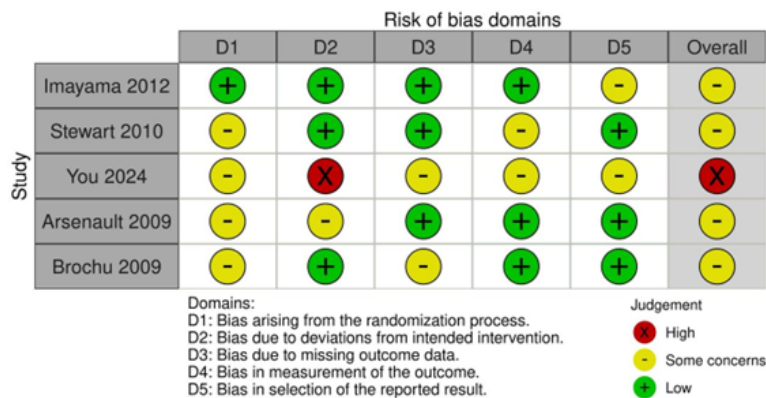 Risk of bias domains
D1 D2 D3 D4 D5 Overall
Study
Imayama 2012 + + + + - -
Stewart 2010 - + + - + -
You 2024 - X - - - X
Arsenault 2009 - - + + + -
Brochu 2009 - + - + + -
Domains:
D1: Bias arising from the randomization process.
D2: Bias due to deviations from intended intervention.
D3: Bias due to missing outcome data.
D4: Bias in measurement of the outcome.
D5: Bias in selection of the reported result.
Judgement
X High
- Some concerns
+ Low